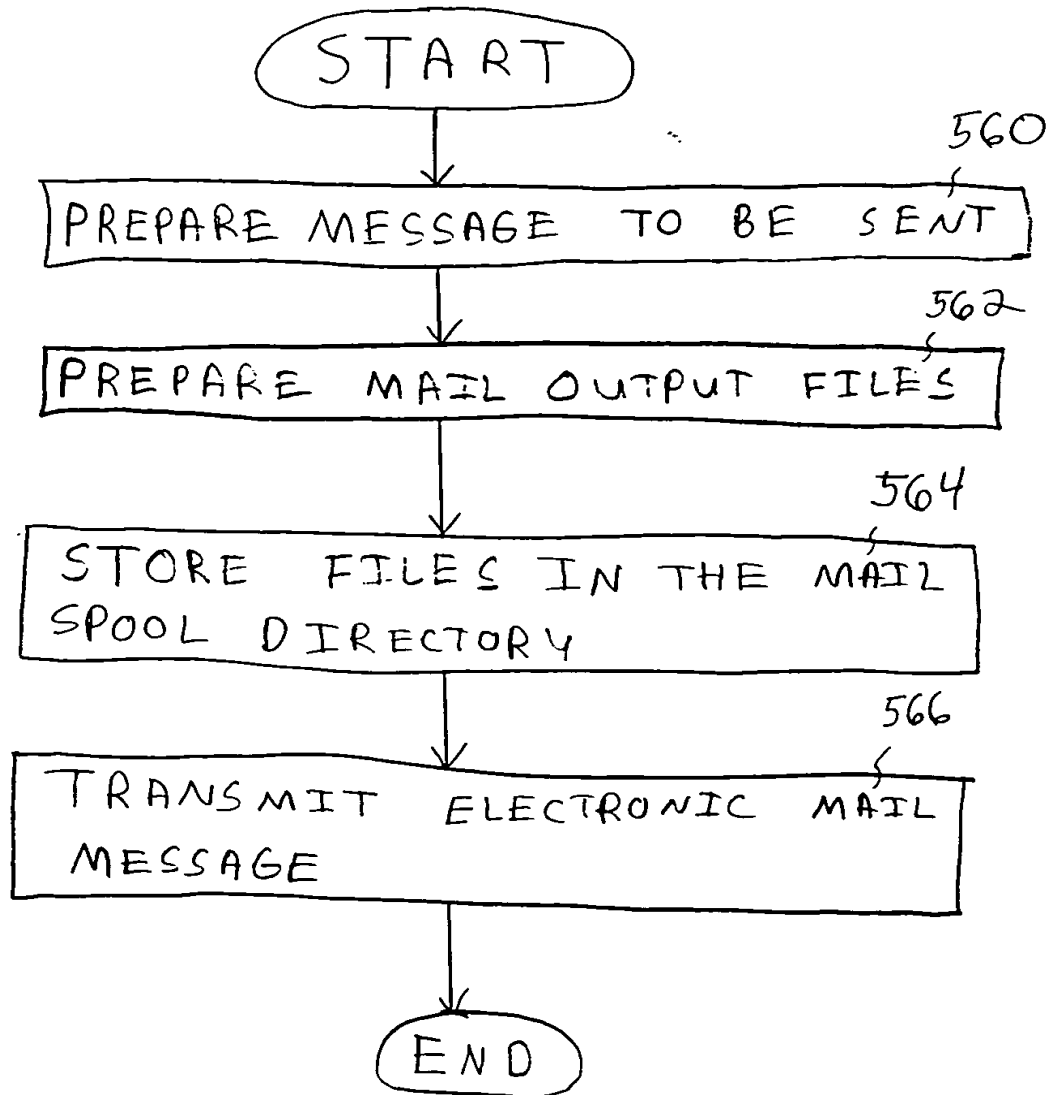 START
560
PREPARE MESSAGE TO BE SENT
562
PREPARE MAIL OUTPUT FILES
564
STORE FILES IN THE MAIL
SPOOL DIRECTORY
566
TRANSMIT ELECTRONIC MAIL
MESSAGE
END